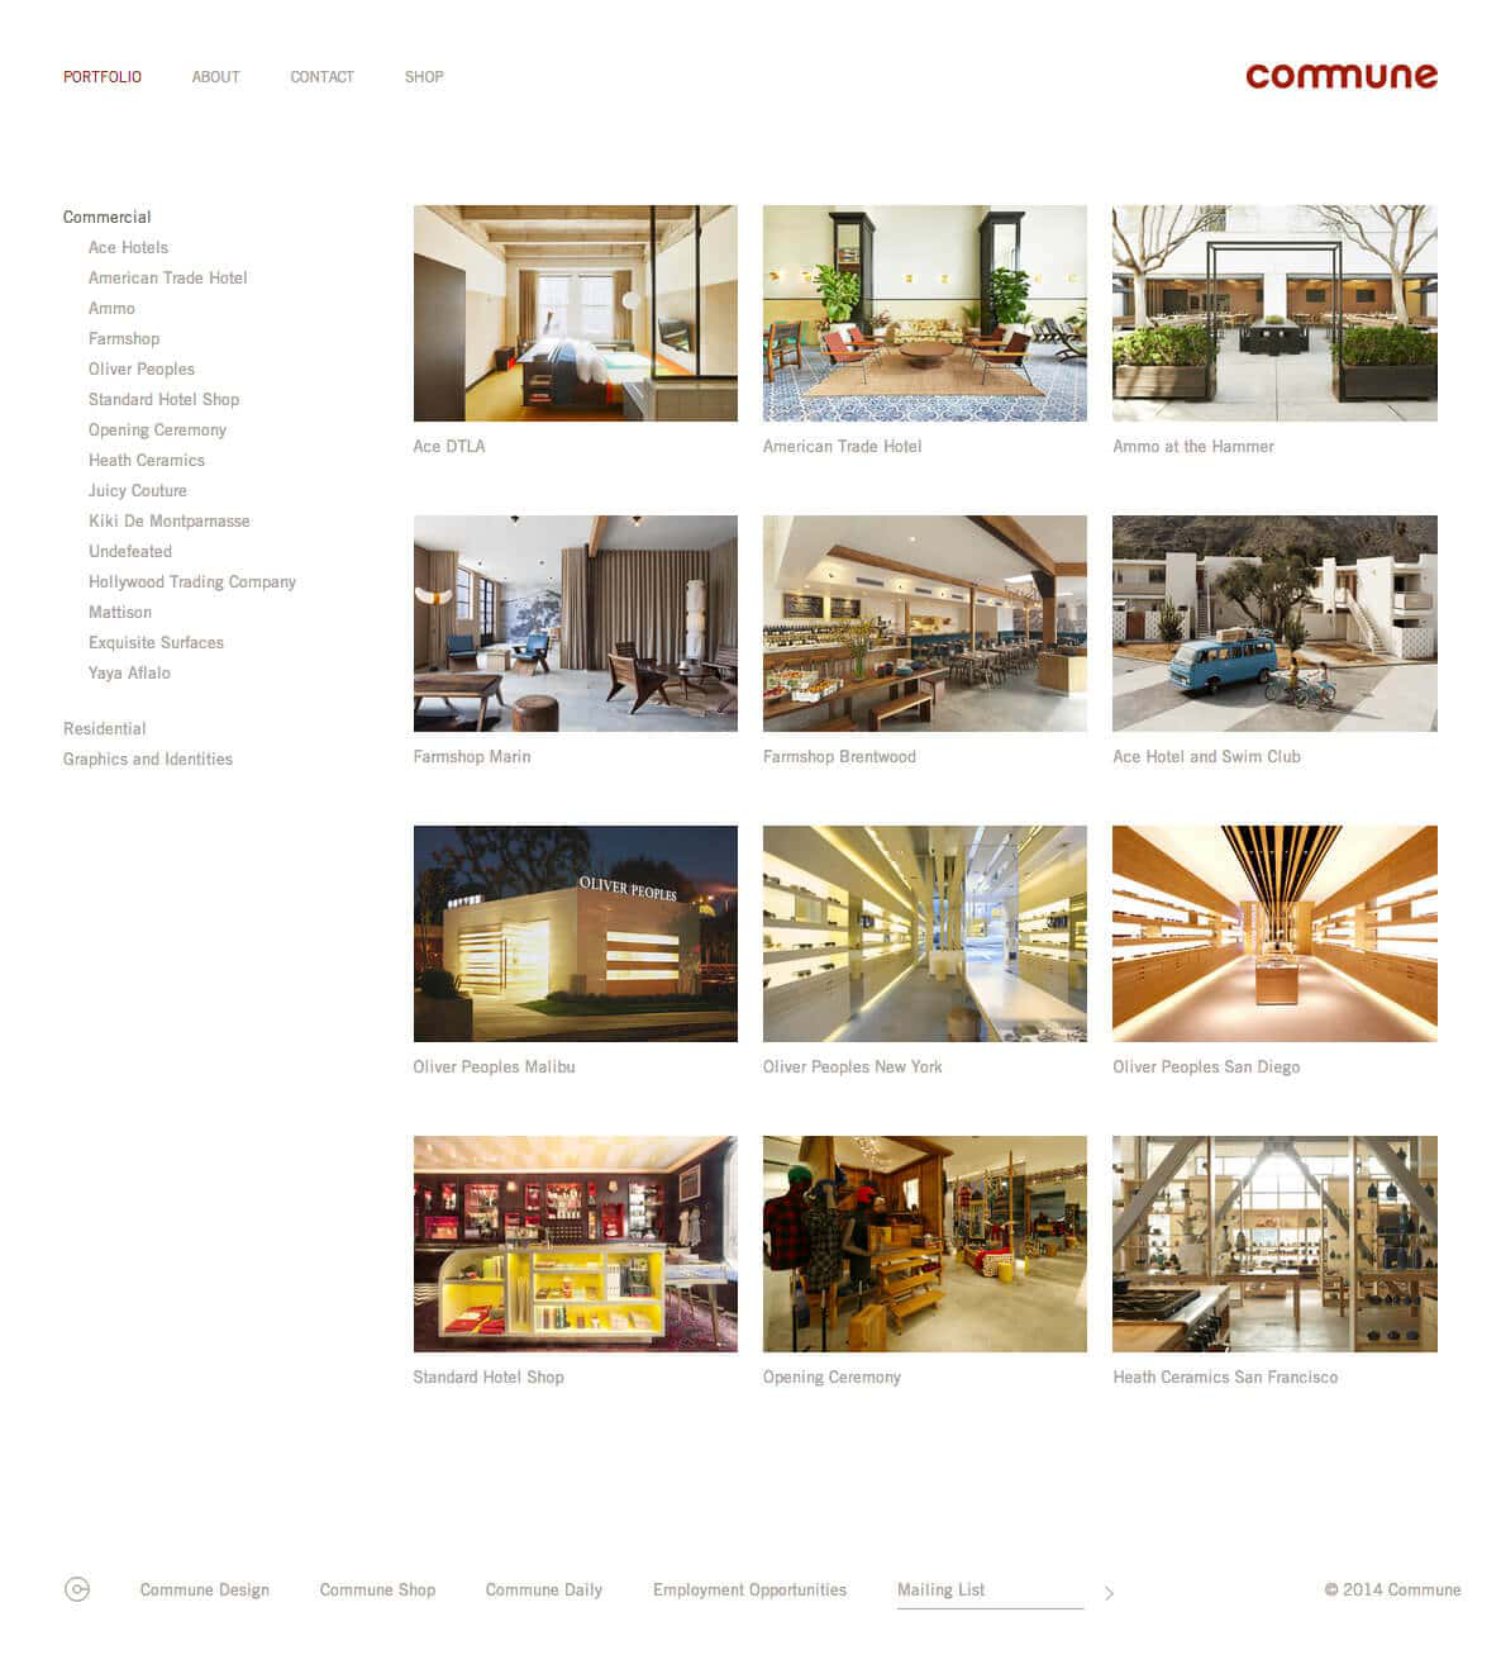 PORTFOLIO ABOUT CONTACT SHOP
commune
Commercial
Ace Hotels
American Trade Hotel
Ammo
Farmshop
Oliver Peoples
Standard Hotel Shop
Opening Ceremony
Heath Ceramics
Juicy Couture
Kiki De Montparnasse
Undefeated
Hollywood Trading Company
Mattison
Exquisite Surfaces
Yaya Aflalo
Residential
Graphics and Identities
Ace DTLA
American Trade Hotel
Ammo at the Hammer
Farmshop Marin
Farmshop Brentwood
Ace Hotel and Swim Club
OLIVER PEOPLES
Oliver Peoples Malibu
Oliver Peoples New York
Oliver Peoples San Diego
Standard Hotel Shop
Opening Ceremony
Heath Ceramics San Francisco
Commune Design Commune Shop Commune Daily Employment Opportunities Mailing List > © 2014 Commune